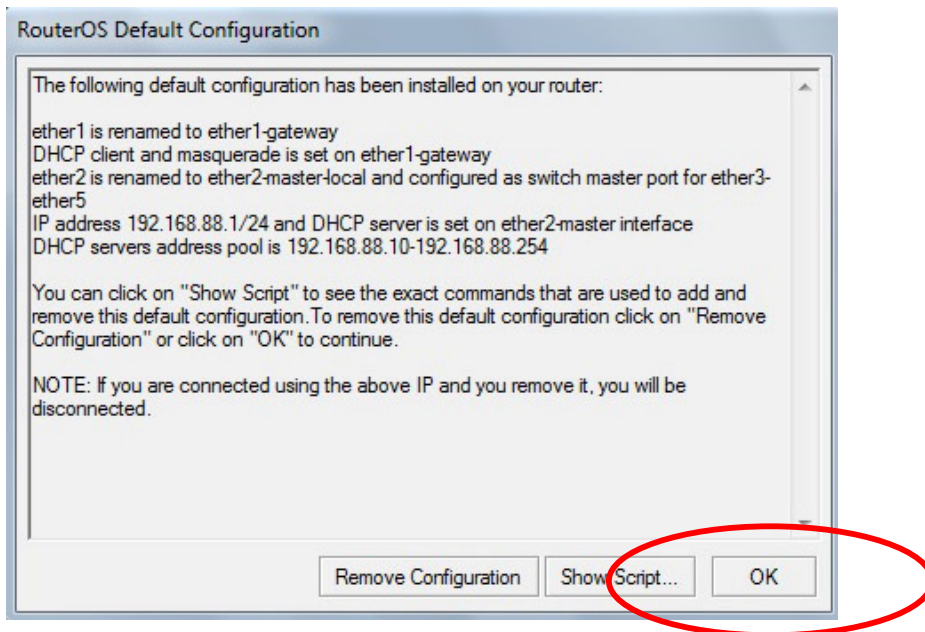 RouterOS Default Configuration
The following default configuration has been installed on your router:
ether1 is renamed to ether1-gateway
DHCP client and masquerade is set on ether1-gateway
ether2 is renamed to ether2-master-local and configured as switch master port for ether3-
ether5
IP address 192.168.88.1/24 and DHCP server is set on ether2-master interface
DHCP servers address pool is 192.168.88.10-192.168.88.254
You can click on "Show Script" to see the exact commands that are used to add and
remove this default configuration.To remove this default configuration click on "Remove
Configuration" or click on "OK" to continue.
NOTE: If you are connected using the above IP and you remove it, you will be
disconnected.
Remove Configuration Show Script... OK